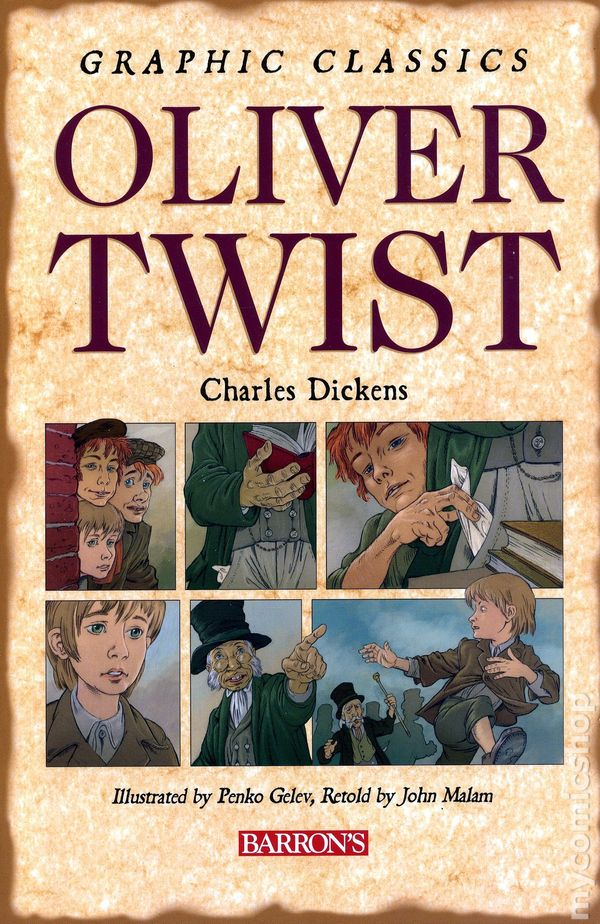 GRAPHIC CLASSICS
OLIVER
TWIST
Charles Dickens
Illustrated by Penko Gelev, Retold by John Malam
BARRON'S
mycomicshop